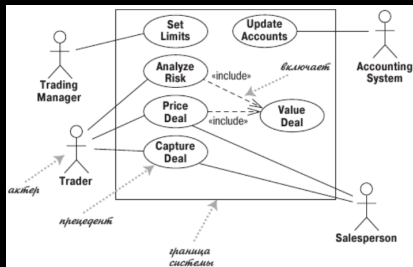 Set
Limits
Update
Accounts
Trading
Manager
Analyze
Risk
«include»
включает
Accounting
System
Price
Deal
«include»
Value
Deal
Capture
Deal
Trader
актер
прецедент
граница
системы
Salesperson